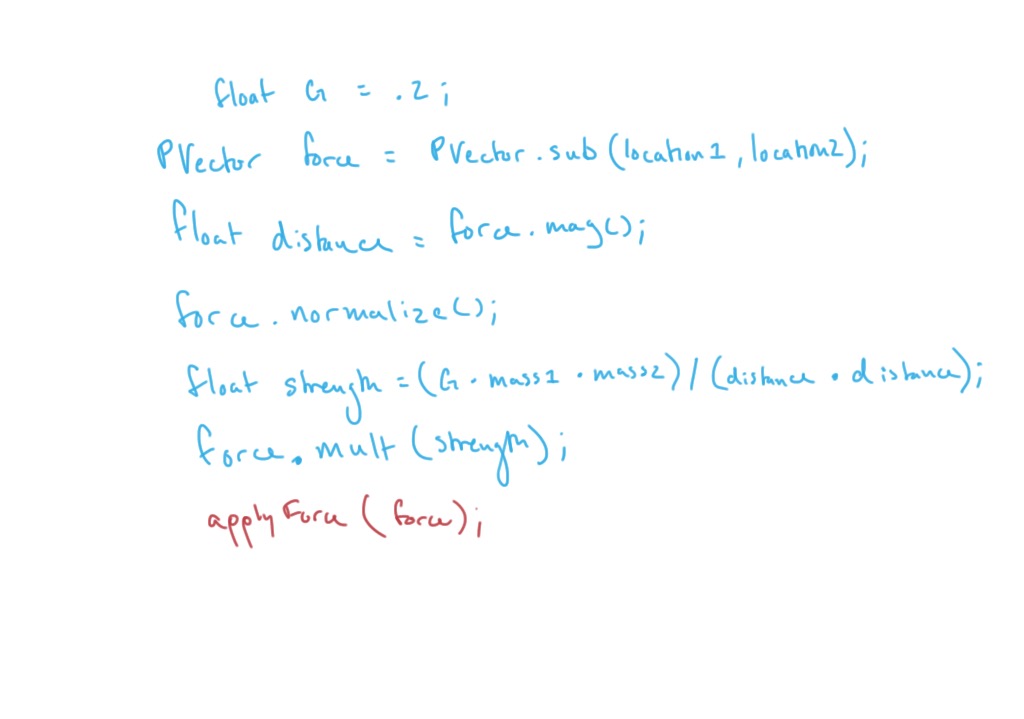 float G = .2;
PVector force = PVector.sub(location1, location2);
float distance = force.mag();
force.normalize();
float strength = (G · mass1 · mass2) / (distance · distance);
force.mult(strength);
applyForce(force);